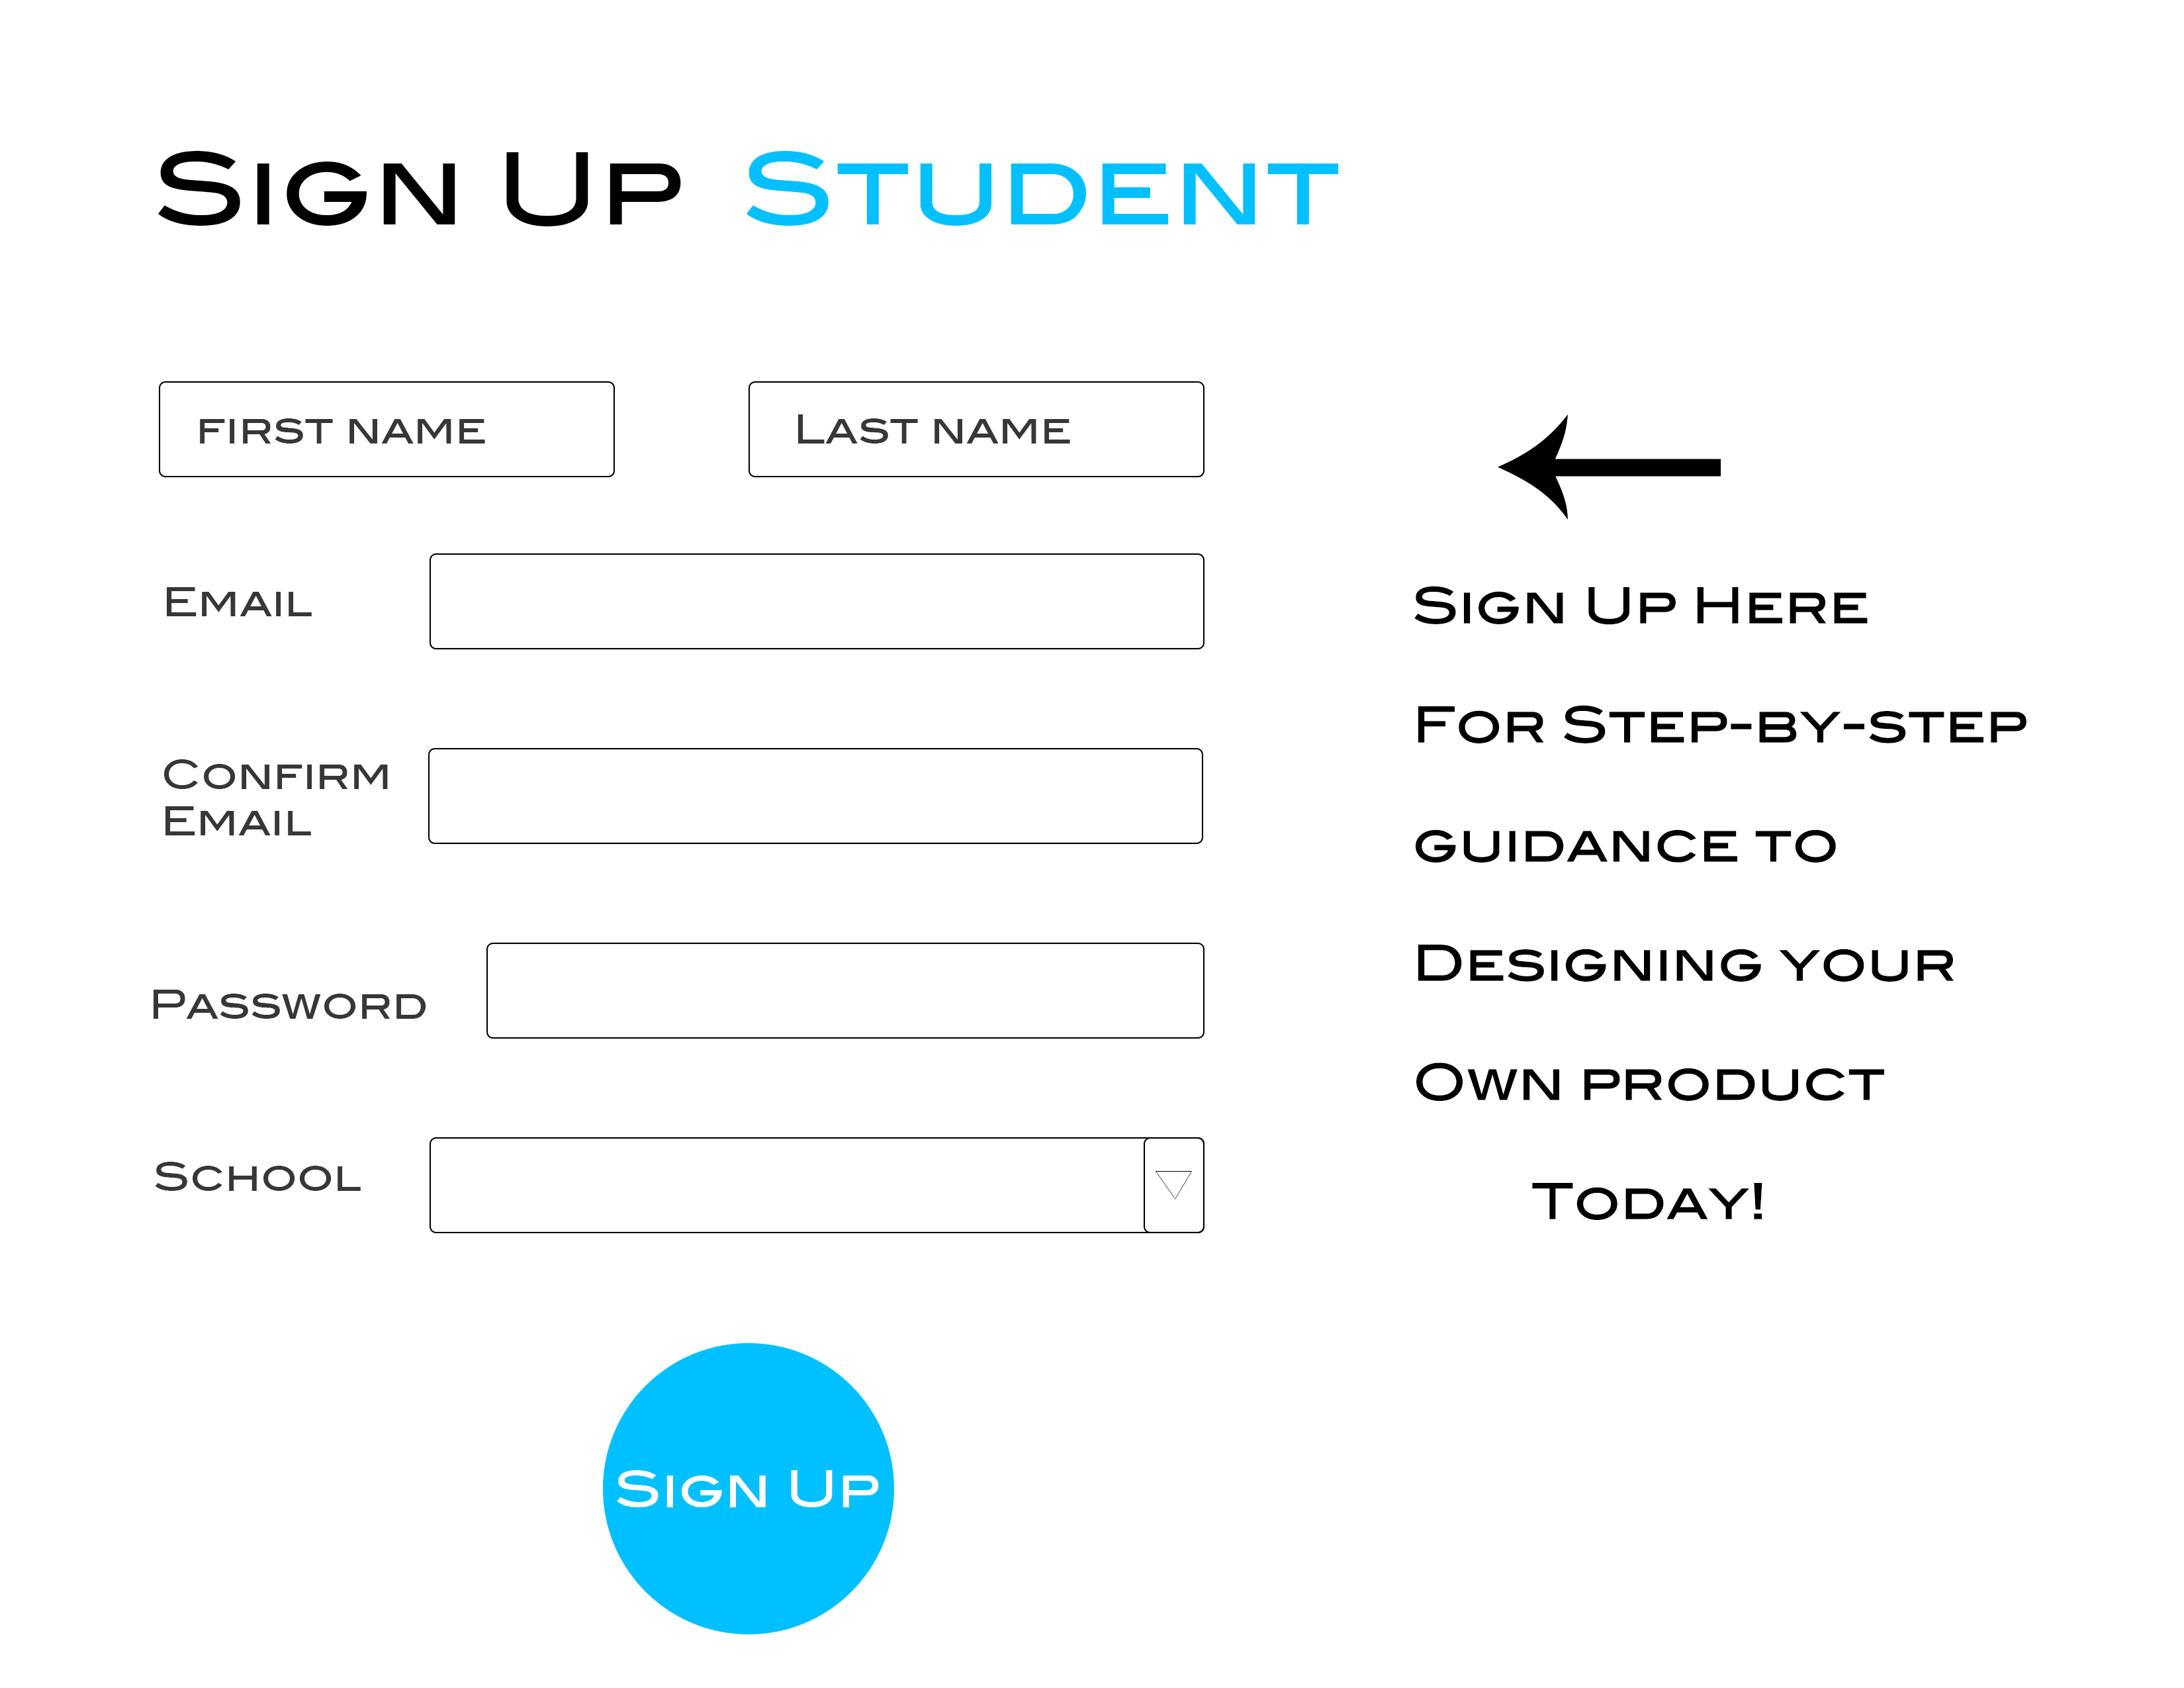 Sign Up Student
first name
Last name
Email
Confirm
Email
Password
School
Sign Up
Sign Up Here
For Step-by-step
guidance to
Designing your
Own product
Today!